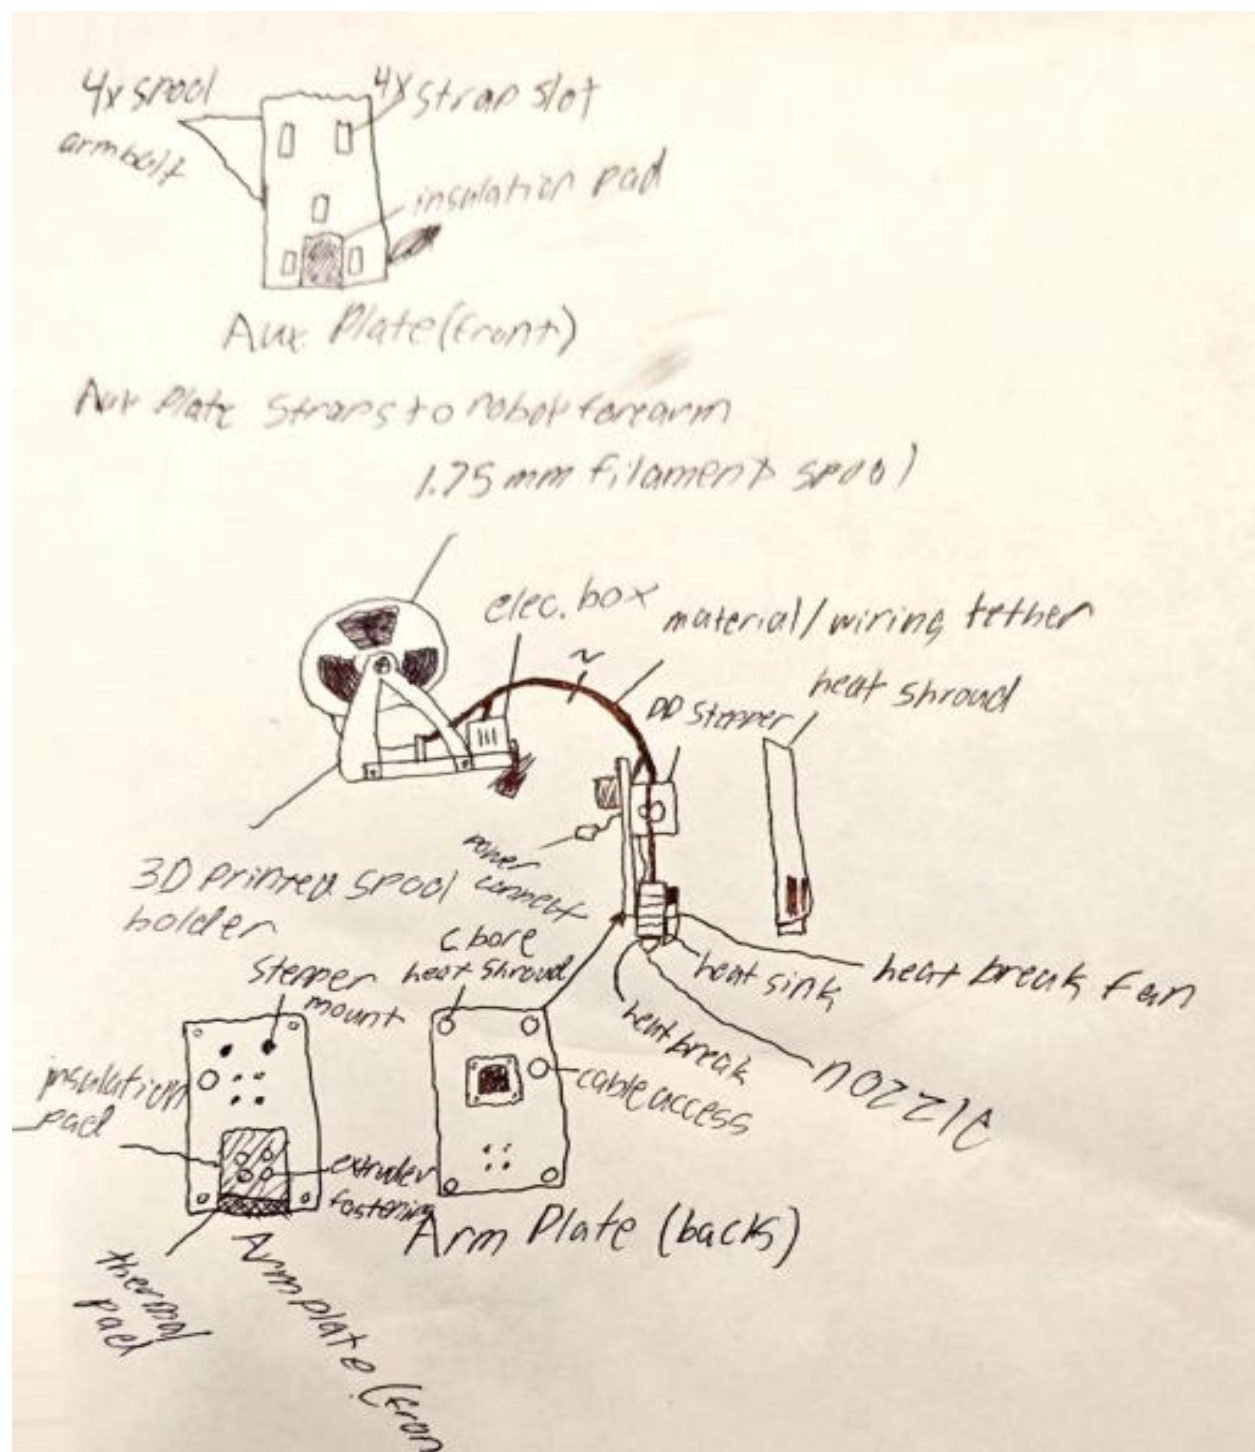 4x spool
arm bolt
4x strap slot
insulation pad
Aux Plate (front)
Aux Plate straps to robot forearm
1.75 mm filament spool
elec. box
material/wiring tether
heat shroud
DD stepper
power
connect
3D printed spool
holder
c bore
heat shroud
stepper
mount
heat sink
heat break fan
heat break
nozzle
insulation
pad
cable access
extruder
fastening
Arm Plate (back)
thermal
pad
Arm plate (fron